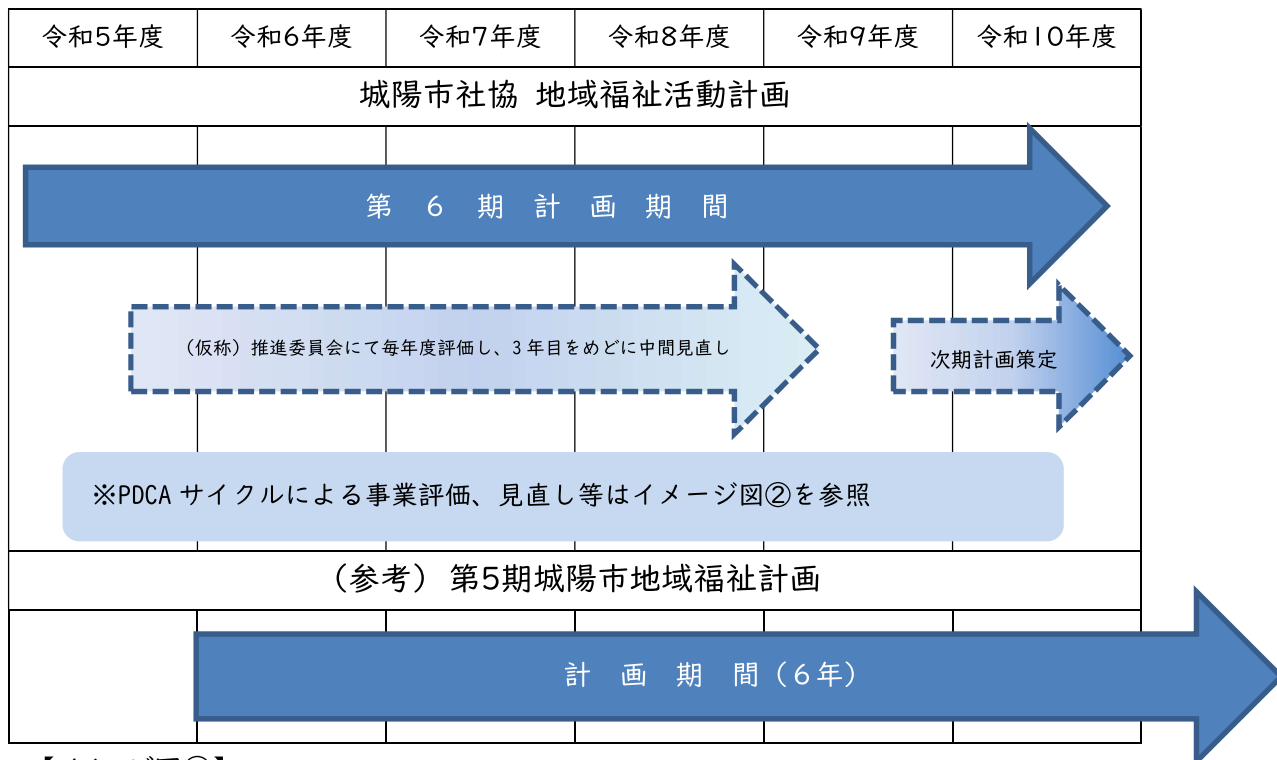 令和5年度 令和6年度 令和7年度 令和8年度 令和9年度 令和10年度
城陽市社協 地域福祉活動計画
第 6 期 計 画 期 間
（仮称）推進委員会にて毎年度評価し、3年目をめどに中間見直し
次期計画策定
※PDCAサイクルによる事業評価、見直し等はイメージ図②を参照
（参考） 第5期城陽市地域福祉計画
計 画 期 間（6年）